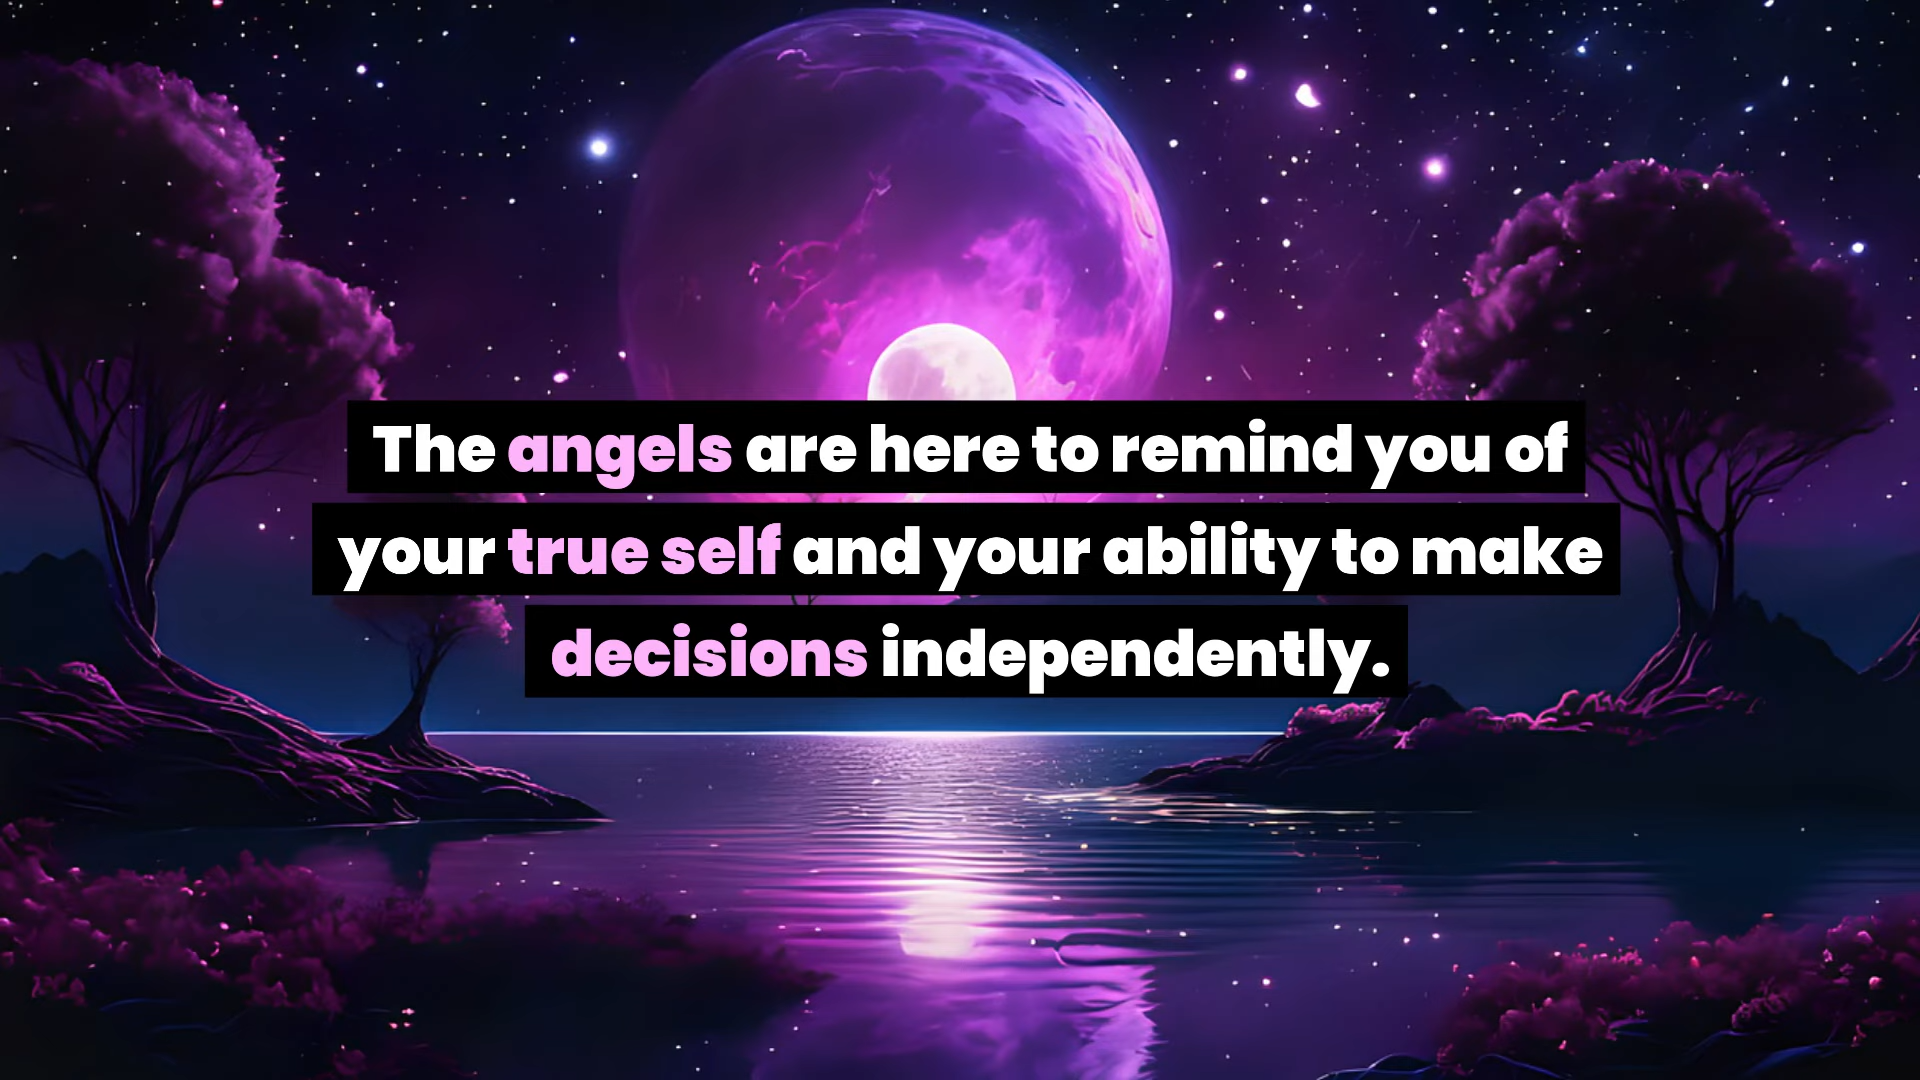 The angels are here to remind you of
your true self and your ability to make
decisions independently.